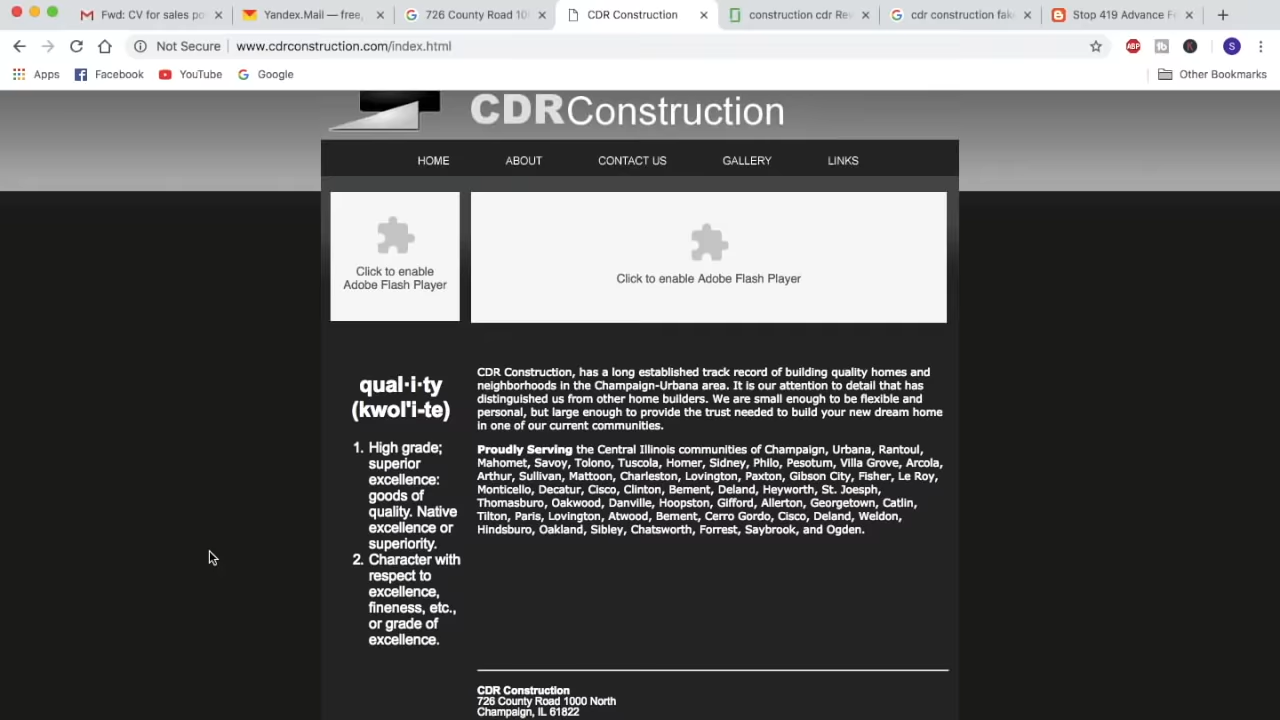 Fwd: CV for sales po
Yandex.Mail — free,
726 County Road 10
CDR Construction
construction cdr Re
cdr construction fak
Stop 419 Advance F
Not Secure
www.cdrconstruction.com/index.html
ABP
S
Apps
Facebook
YouTube
Google
Other Bookmarks
CDRConstruction
HOME
ABOUT
CONTACT US
GALLERY
LINKS
Click to enable
Adobe Flash Player
Click to enable Adobe Flash Player
qual·i·ty
(kwol'i-te)
1. High grade;
superior
excellence:
goods of
quality. Native
excellence or
superiority.
2. Character with
respect to
excellence,
fineness, etc.,
or grade of
excellence.
CDR Construction, has a long established track record of building quality homes and
neighborhoods in the Champaign-Urbana area. It is our attention to detail that has
distinguished us from other home builders. We are small enough to be flexible and
personal, but large enough to provide the trust needed to build your new dream home
in one of our current communities.
Proudly Serving the Central Illinois communities of Champaign, Urbana, Rantoul,
Mahomet, Savoy, Tolono, Tuscola, Homer, Sidney, Philo, Pesotum, Villa Grove, Arcola,
Arthur, Sullivan, Mattoon, Charleston, Lovington, Paxton, Gibson City, Fisher, Le Roy,
Monticello, Decatur, Cisco, Clinton, Bement, Deland, Heyworth, St. Joesph,
Thomasburo, Oakwood, Danville, Hoopston, Gifford, Allerton, Georgetown, Catlin,
Tilton, Paris, Lovington, Atwood, Bement, Cerro Gordo, Cisco, Deland, Weldon,
Hindsburo, Oakland, Sibley, Chatsworth, Forrest, Saybrook, and Ogden.
CDR Construction
726 County Road 1000 North
Champaign, IL 61822